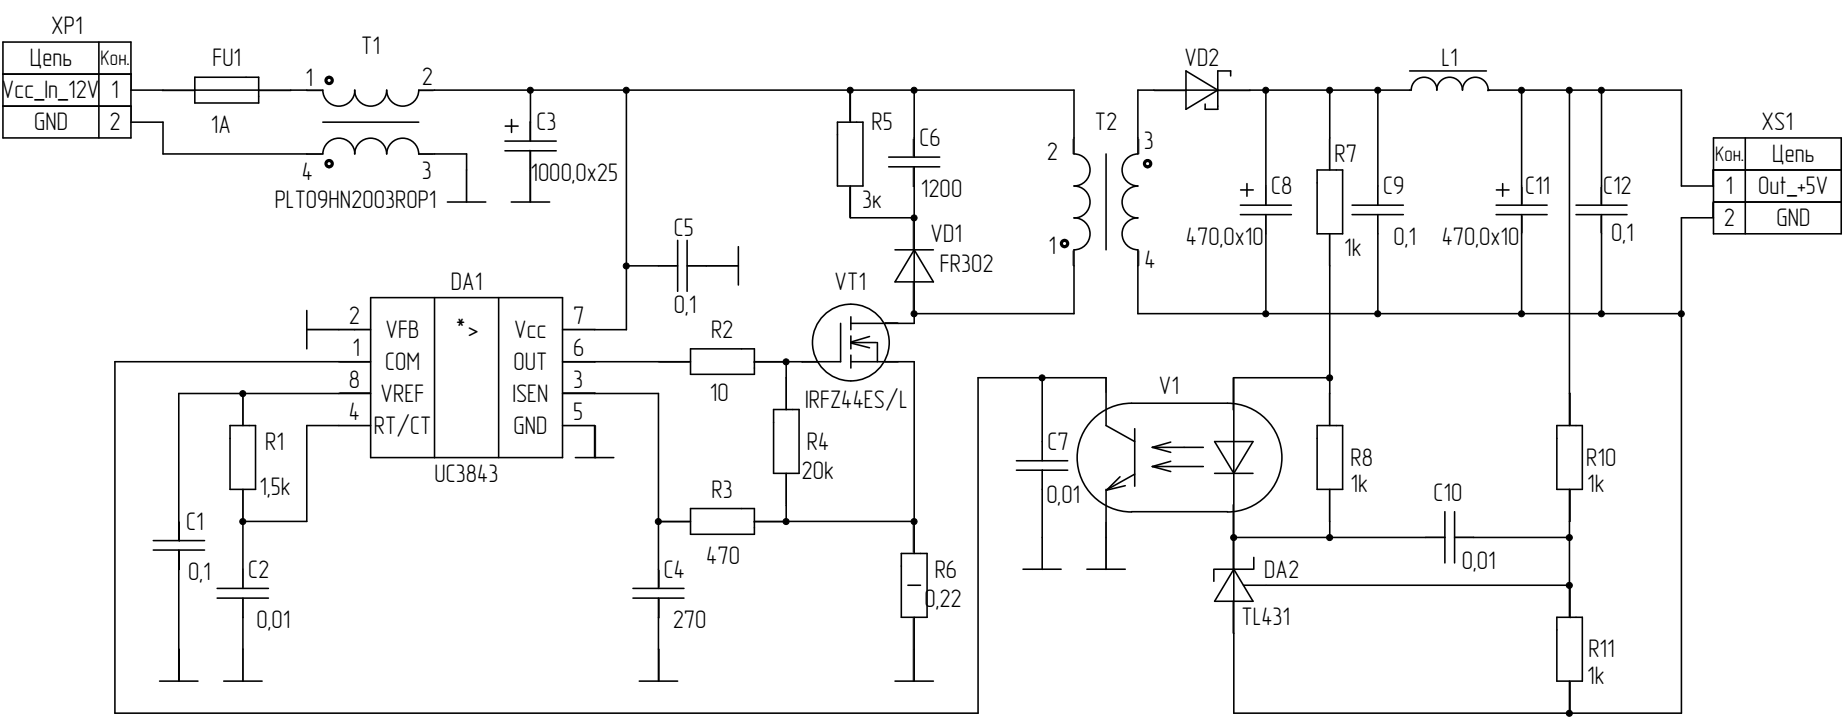 XP1
Цепь Кон.
Vcc_In_12V 1
GND 2
FU1
1А
T1
1 2
4 3
PLT09HN2003R0P1
+ C3
1000,0x25
C5
0,1
R5
3к
C6
1200
VD1
FR302
VT1
IRFZ44ES/L
DA1
2 VFB
1 COM
8 VREF
4 RT/CT
*>
Vcc 7
OUT 6
ISEN 3
GND 5
UC3843
R1
1,5k
C1
0,1
C2
0,01
R2
10
R4
20k
R3
470
C4
270
R6
0,22
T2
2 3
1 4
VD2
L1
+ C8
470,0x10
R7
1k
C9
0,1
+ C11
470,0x10
C12
0,1
XS1
Кон. Цепь
1 Out_+5V
2 GND
V1
C7
0,01
R8
1k
C10
0,01
R10
1k
DA2
TL431
R11
1k